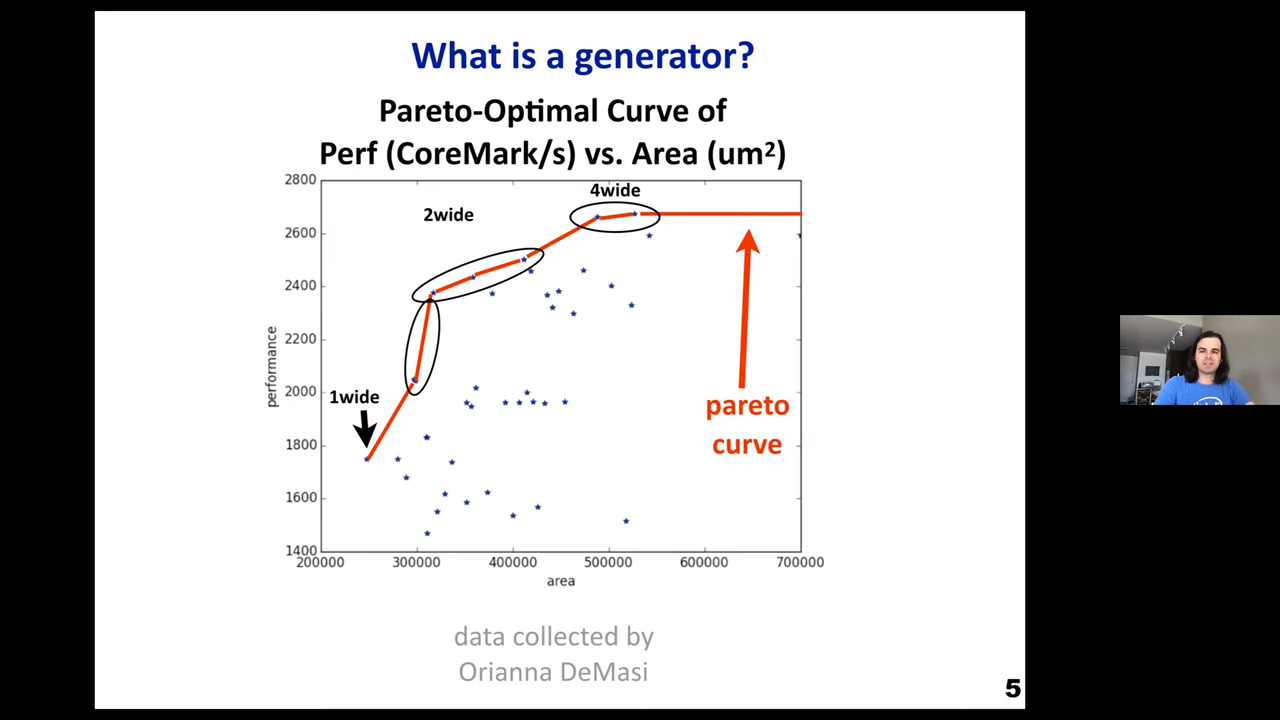 What is a generator?
Pareto-Optimal Curve of
Perf (CoreMark/s) vs. Area (um²)
2800
2600
2400
2200
2000
1800
1600
1400
performance
4wide
2wide
1wide
pareto
curve
200000 300000 400000 500000 600000 700000
area
data collected by
Orianna DeMasi
5